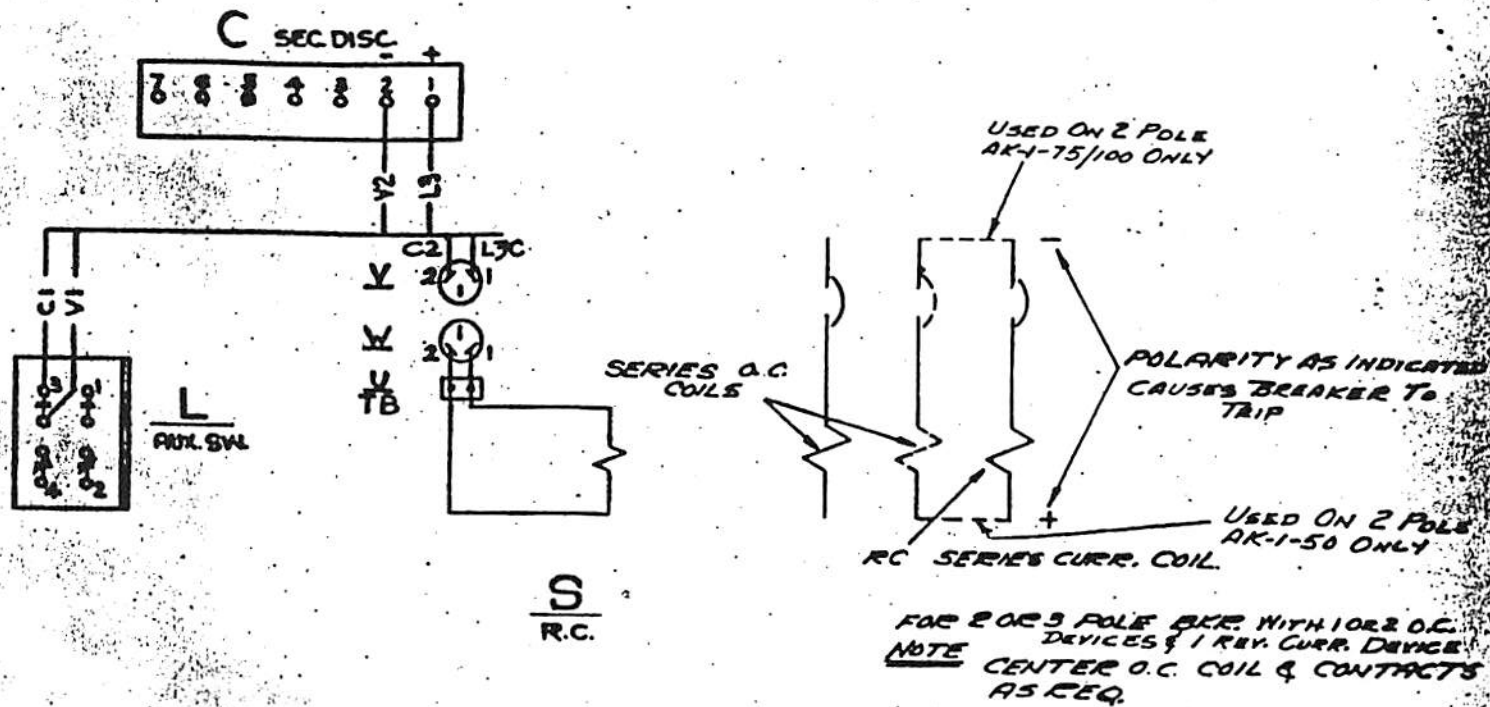 C SEC DISC
- +
7 6 5 4 3 2 1
V2 L3
C2 L3C
V 2 1
1
C1 V1
W 1
2 1
U
TB
3 1
L
AUX. SW.
4 2
S
R.C.
USED ON 2 POLE
AK-1-75/100 ONLY
-
SERIES O.C.
COILS
POLARITY AS INDICATED
CAUSES BREAKER TO
TRIP
+
USED ON 2 POLE
AK-1-50 ONLY
RC SERIES CURR. COIL
FOR 2 OR 3 POLE BKR. WITH 1 OR 2 O.C.
DEVICES & 1 REV. CURR. DEVICE
NOTE CENTER O.C. COIL & CONTACTS
AS REQ.